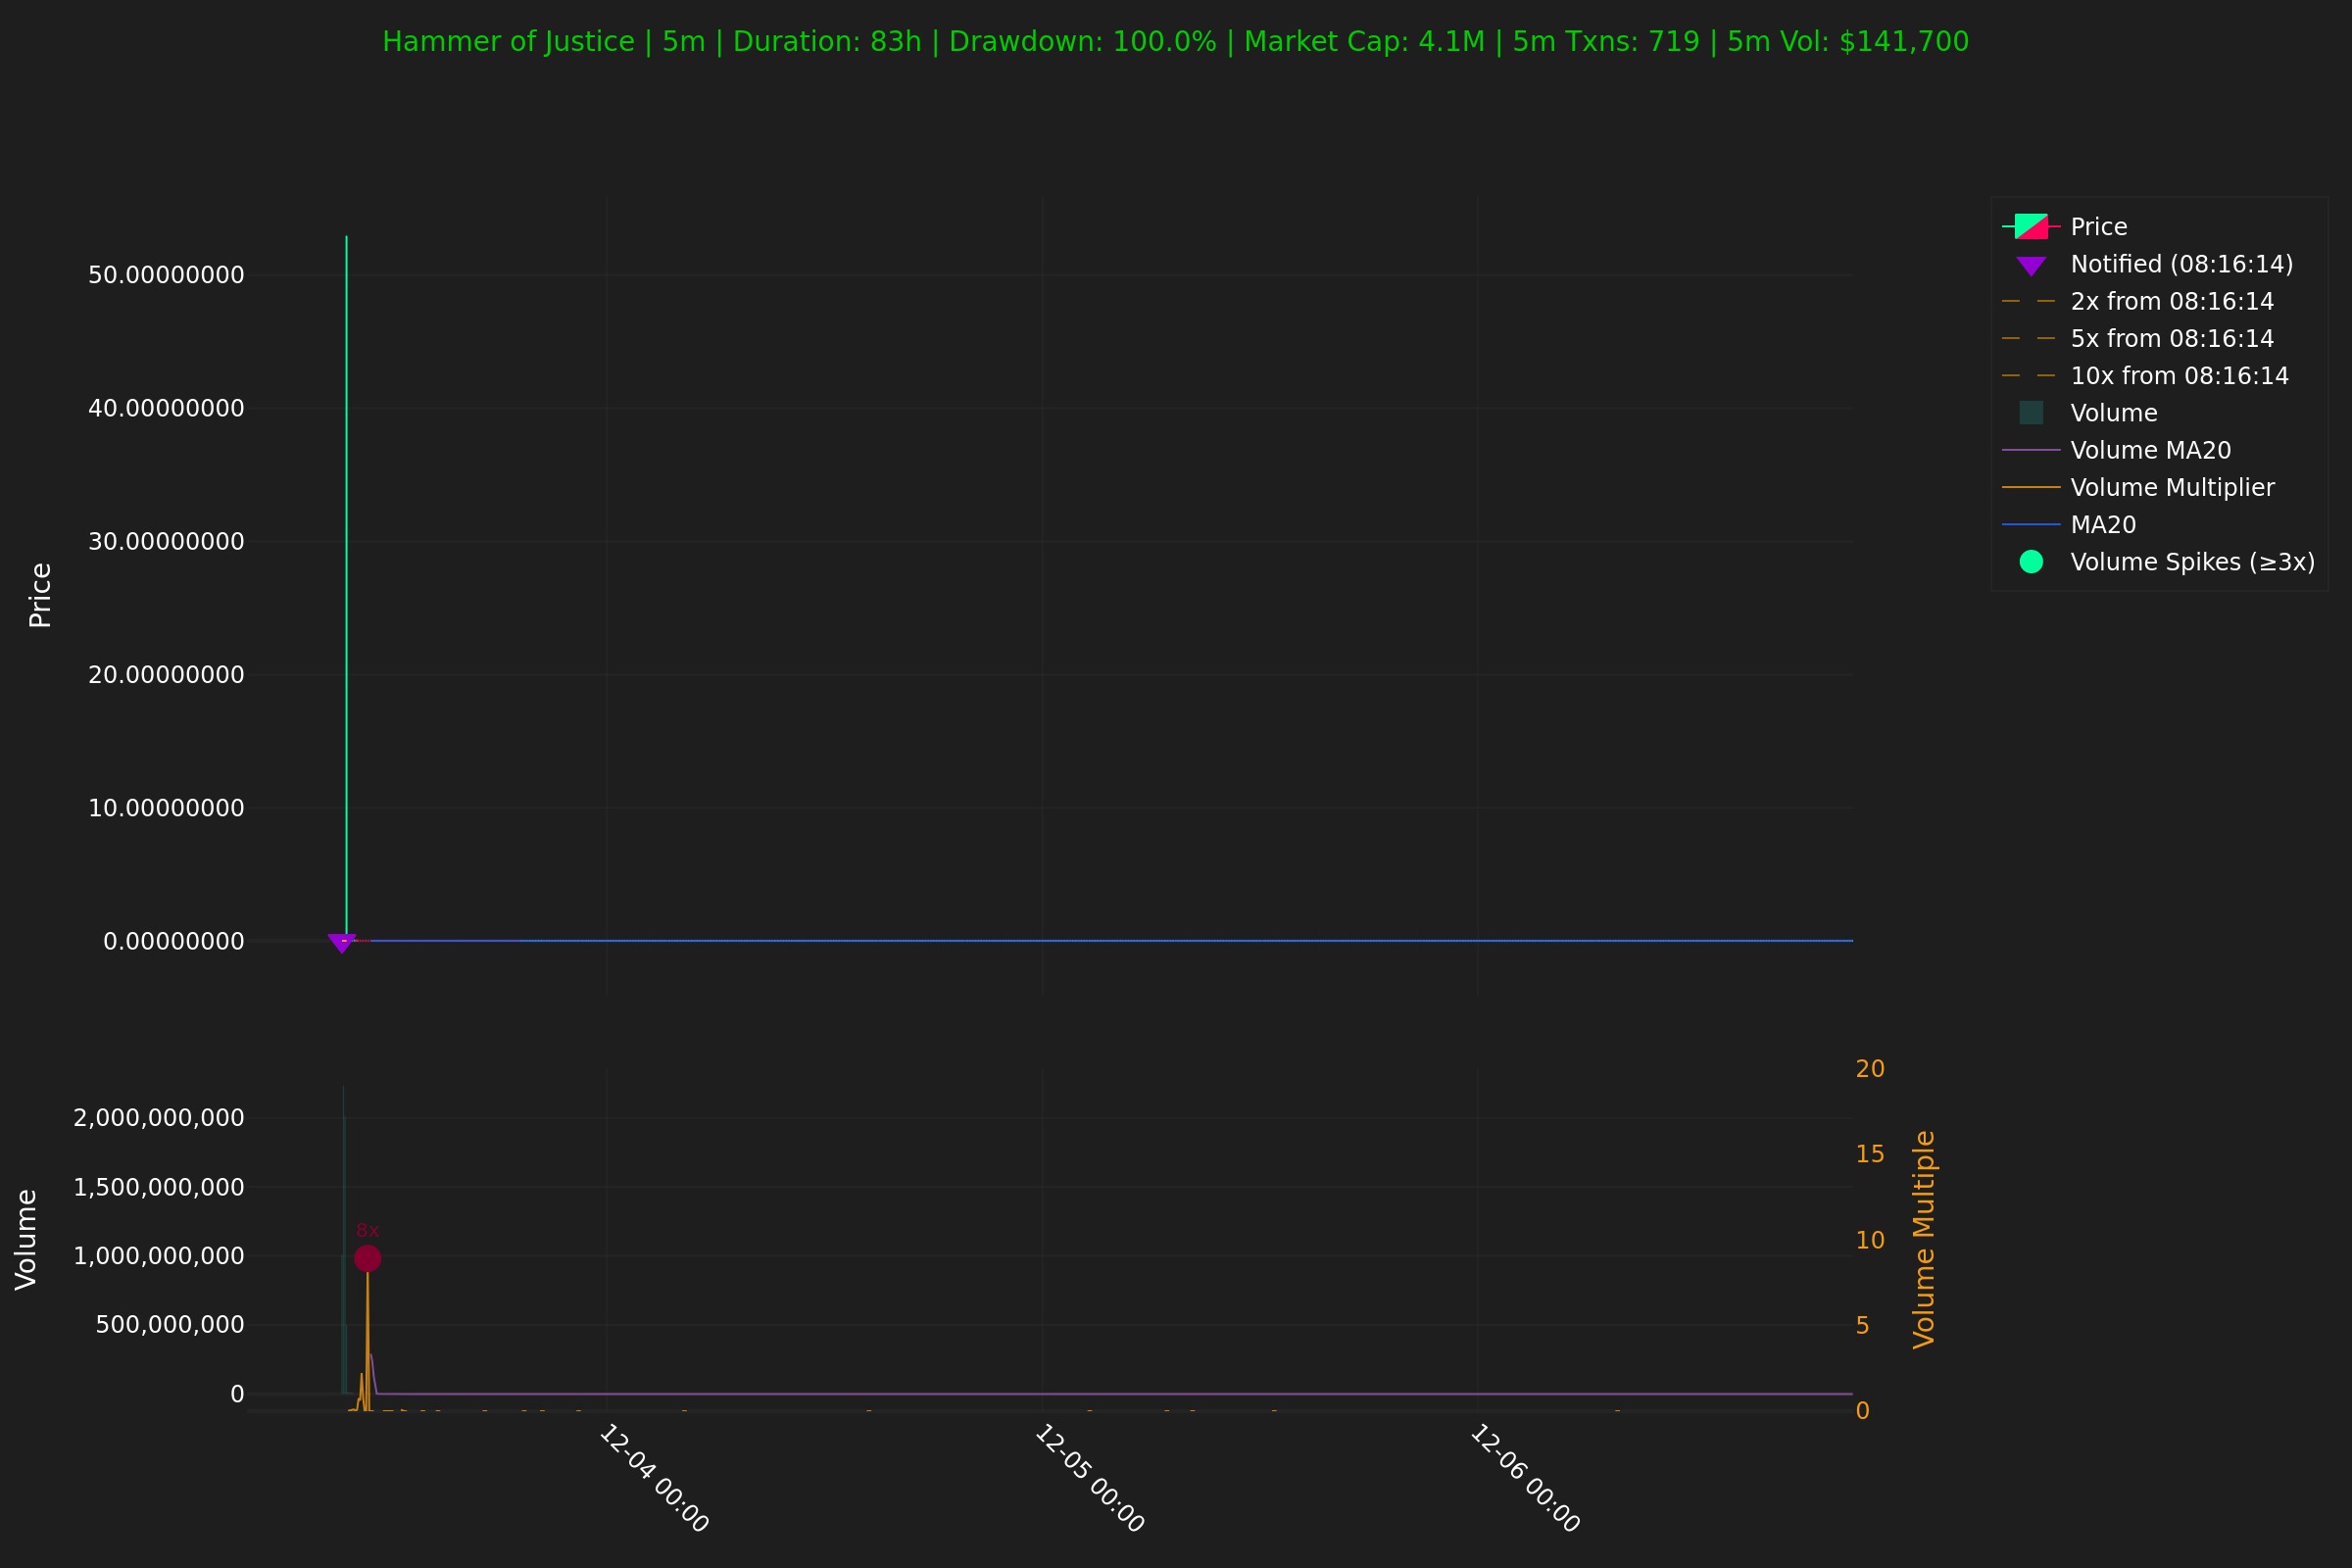 Hammer of Justice | 5m | Duration: 83h | Drawdown: 100.0% | Market Cap: 4.1M | 5m Txns: 719 | 5m Vol: $141,700
Price
50.00000000
40.00000000
30.00000000
20.00000000
10.00000000
0.00000000
Price
Notified (08:16:14)
2x from 08:16:14
5x from 08:16:14
10x from 08:16:14
Volume
Volume MA20
Volume Multiplier
MA20
Volume Spikes (≥3x)
Volume
2,000,000,000
1,500,000,000
1,000,000,000
500,000,000
0
8x
20
15
10
5
0
Volume Multiple
12-04 00:00
12-05 00:00
12-06 00:00